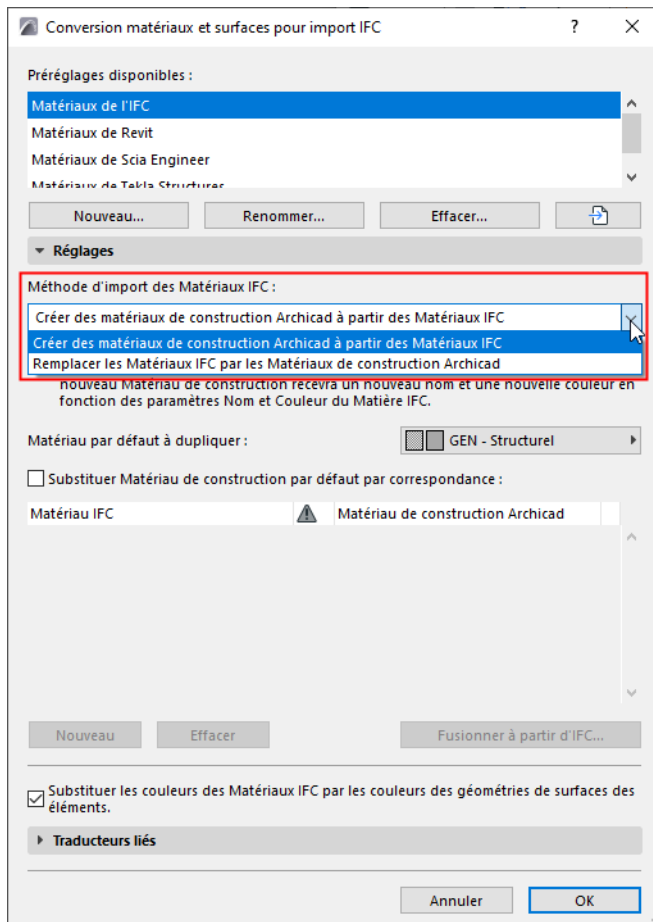 Conversion matériaux et surfaces pour import IFC
?
Préréglages disponibles :
Matériaux de l'IFC
Matériaux de Revit
Matériaux de Scia Engineer
Matériaux de Tekla Structures
Nouveau...
Renommer...
Effacer...
Réglages
Méthode d'import des Matériaux IFC :
Créer des matériaux de construction Archicad à partir des Matériaux IFC
Créer des matériaux de construction Archicad à partir des Matériaux IFC
Remplacer les Matériaux IFC par les Matériaux de construction Archicad
nouveau Matériau de construction recevra un nouveau nom et une nouvelle couleur en
fonction des paramètres Nom et Couleur du Matière IFC.
Matériau par défaut à dupliquer :
GEN - Structurel
Substituer Matériau de construction par défaut par correspondance :
Matériau IFC
Matériau de construction Archicad
Nouveau
Effacer
Fusionner à partir d'IFC...
Substituer les couleurs des Matériaux IFC par les couleurs des géométries de surfaces des
éléments.
Traducteurs liés
Annuler
OK